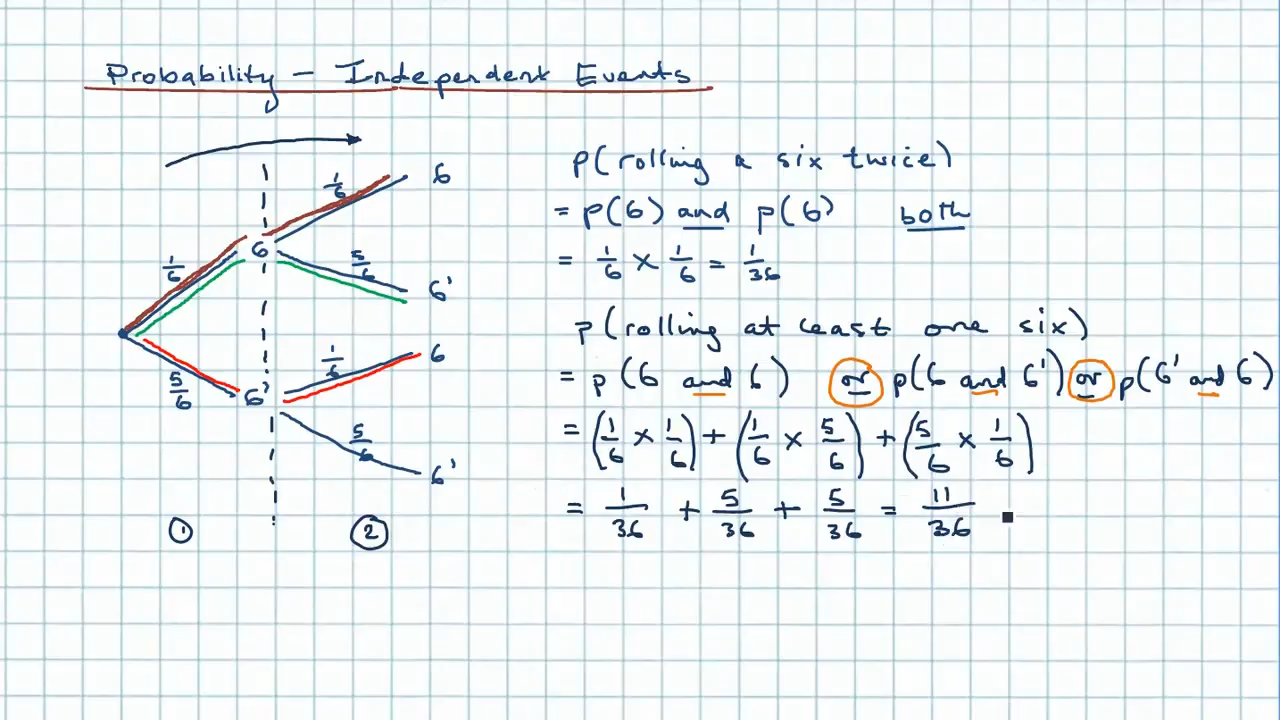 Probability - Independent Events
1/6
5/6
6
6'
1/6
5/6
1/6
5/6
6
6'
6
6'
① ②
p(rolling a six twice)
= p(6) and p(6) both
= 1/6 × 1/6 = 1/36
p(rolling at least one six)
= p(6 and 6) or p(6 and 6') or p(6' and 6)
= (1/6 × 1/6) + (1/6 × 5/6) + (5/6 × 1/6)
= 1/36 + 5/36 + 5/36 = 11/36